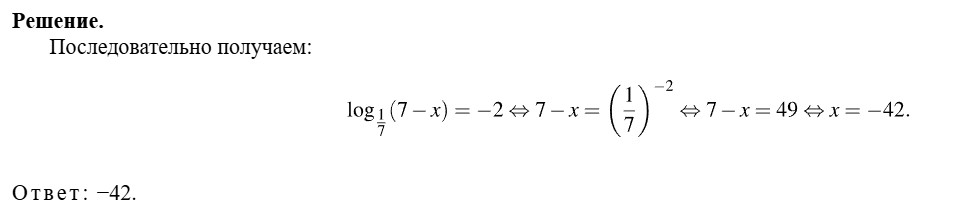 Решение.
Последовательно получаем:
log_{1/7}(7 − x) = −2 ⇔ 7 − x = (1/7)^{−2} ⇔ 7 − x = 49 ⇔ x = −42.
Ответ: −42.